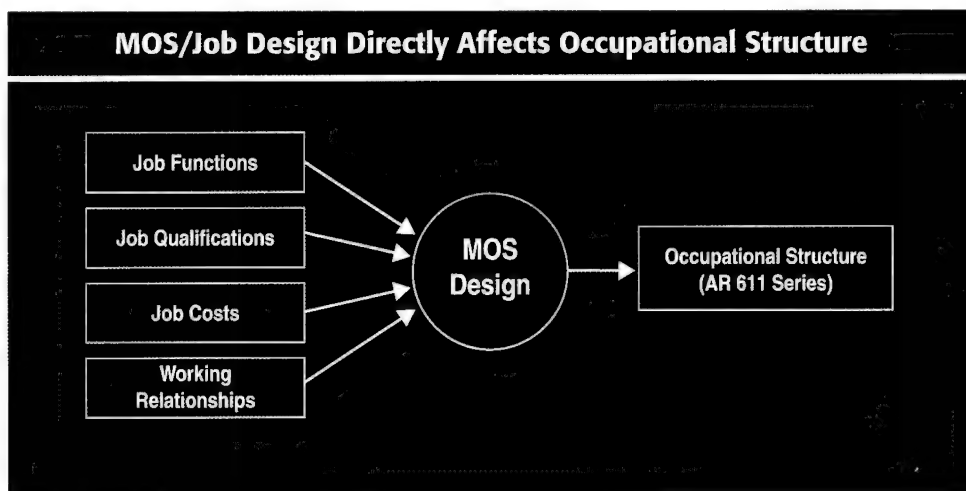 MOS/Job Design Directly Affects Occupational Structure
Job Functions
Job Qualifications
Job Costs
Working
Relationships
MOS
Design
Occupational Structure
(AR 611 Series)